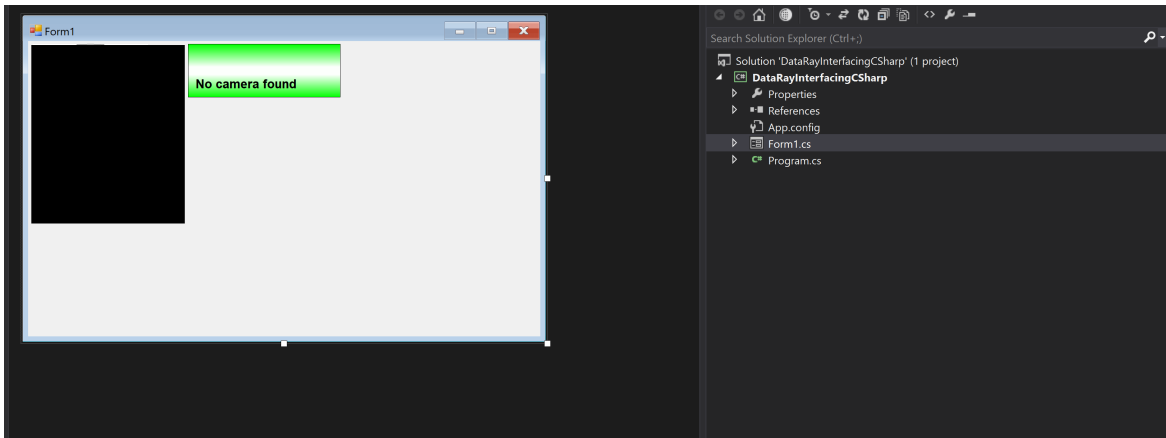 Form1
No camera found
Search Solution Explorer (Ctrl+;)
Solution 'DataRayInterfacingCSharp' (1 project)
C# DataRayInterfacingCSharp
Properties
References
App.config
Form1.cs
C# Program.cs